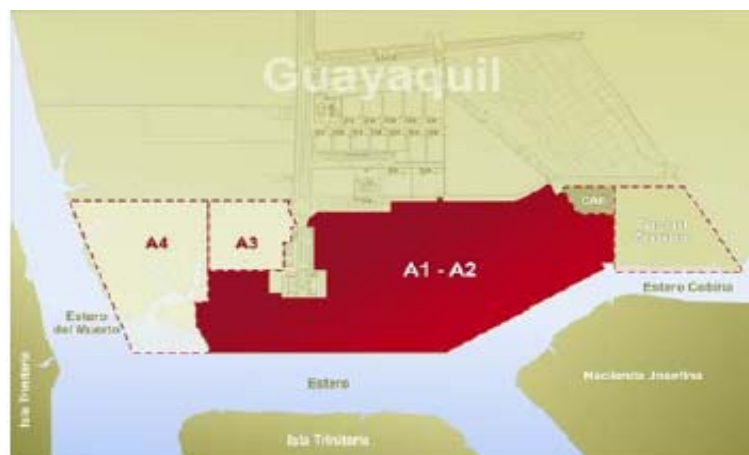 Guayaquil
A4
A3
A1 - A2
Estero
del Muerto
Estero Cobina
Hacienda Josefina
Estero
Isla Trinitaria
Isla Trinitaria